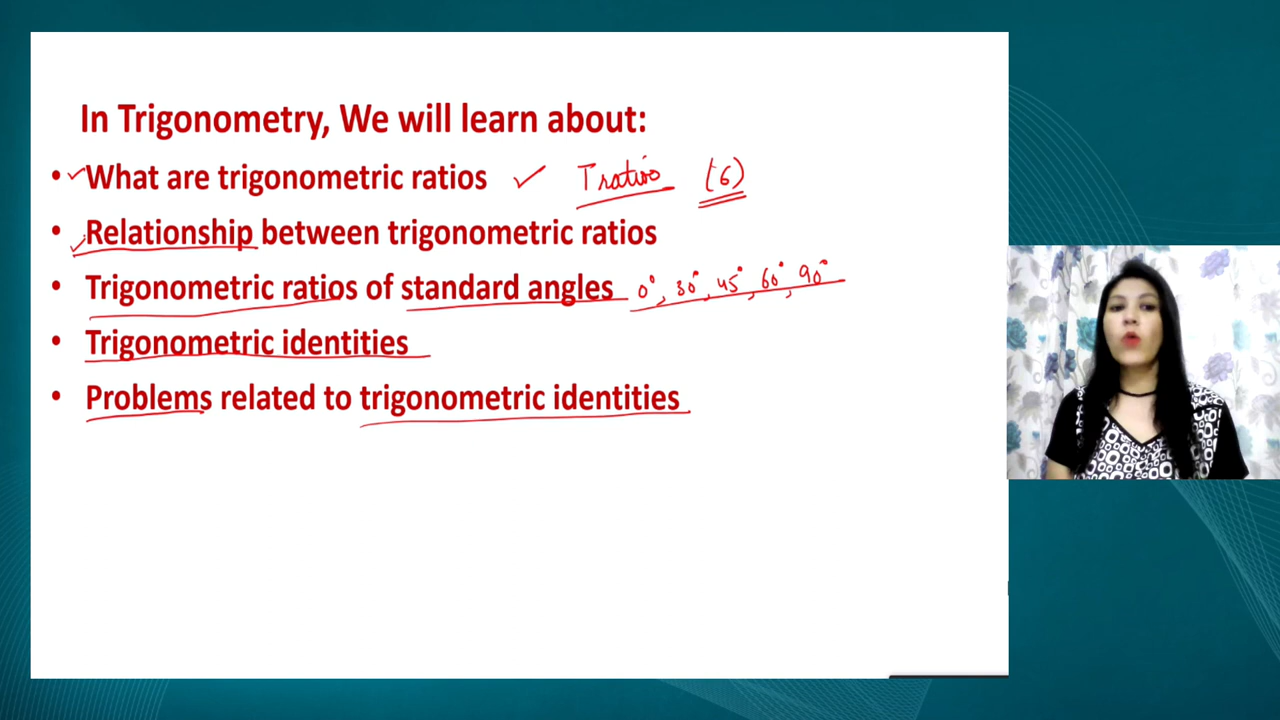 In Trigonometry, We will learn about:
• What are trigonometric ratios T ratios (6)
• Relationship between trigonometric ratios
• Trigonometric ratios of standard angles 0°, 30°, 45°, 60°, 90°
• Trigonometric identities
• Problems related to trigonometric identities